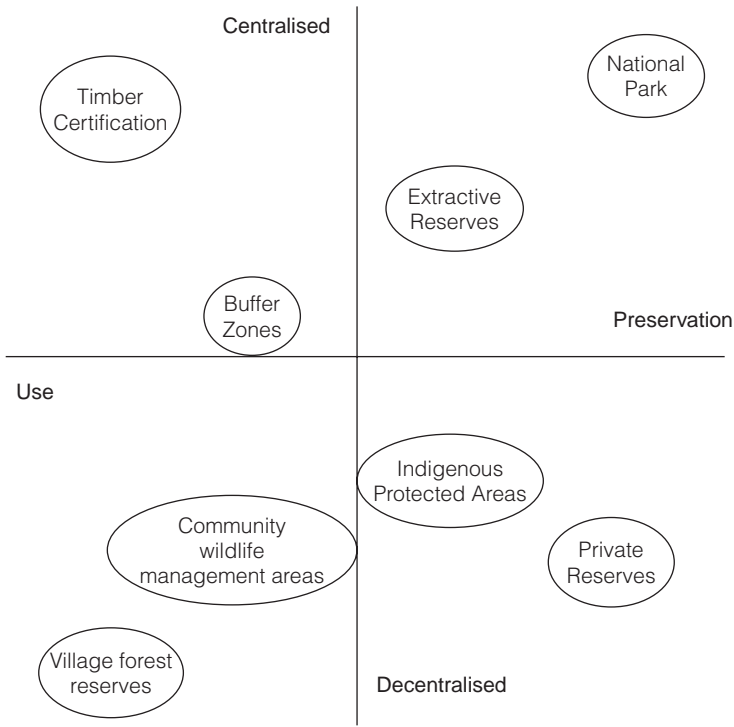 Centralised
National
Park
Timber
Certification
Extractive
Reserves
Buffer
Zones
Preservation
Use
Indigenous
Protected Areas
Community
wildlife
management areas
Private
Reserves
Village forest
reserves
Decentralised